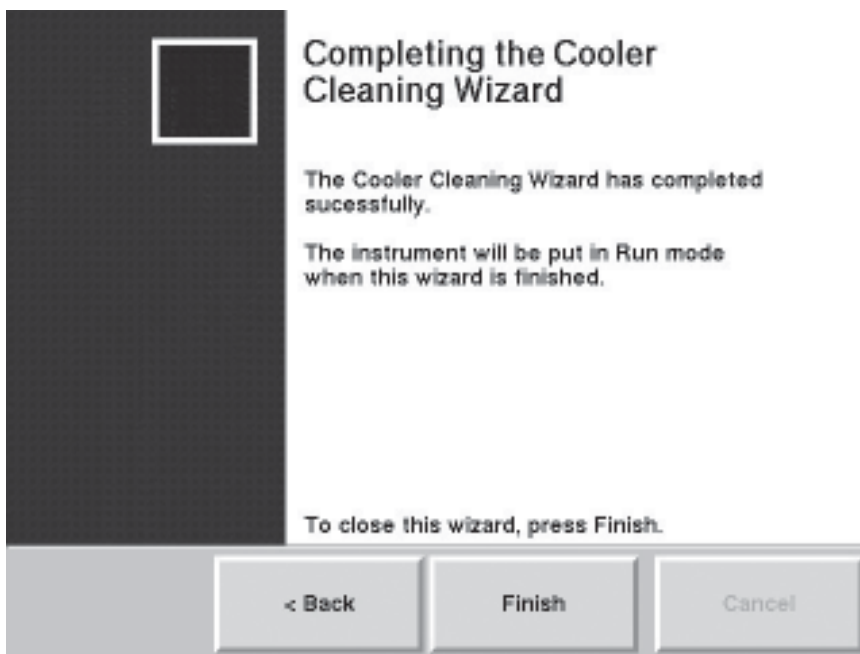 Completing the Cooler
Cleaning Wizard
The Cooler Cleaning Wizard has completed
sucessfully.
The instrument will be put in Run mode
when this wizard is finished.
To close this wizard, press Finish.
< Back
Finish
Cancel